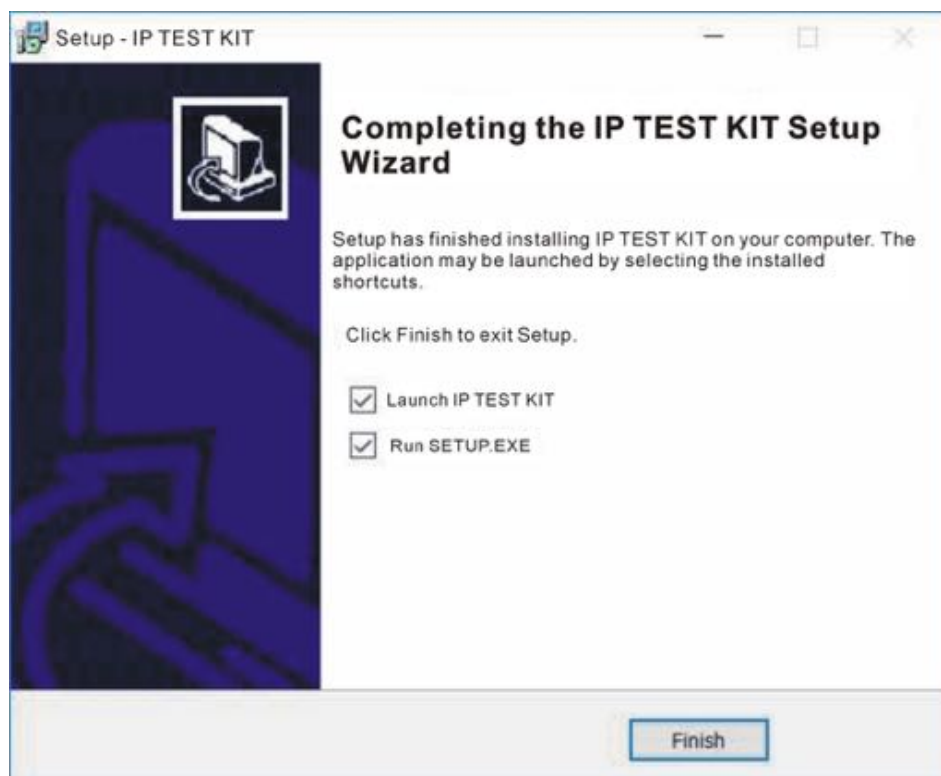 Setup - IP TEST KIT
Completing the IP TEST KIT Setup
Wizard
Setup has finished installing IP TEST KIT on your computer. The
application may be launched by selecting the installed
shortcuts.
Click Finish to exit Setup.
Launch IP TEST KIT
Run SETUP.EXE
Finish